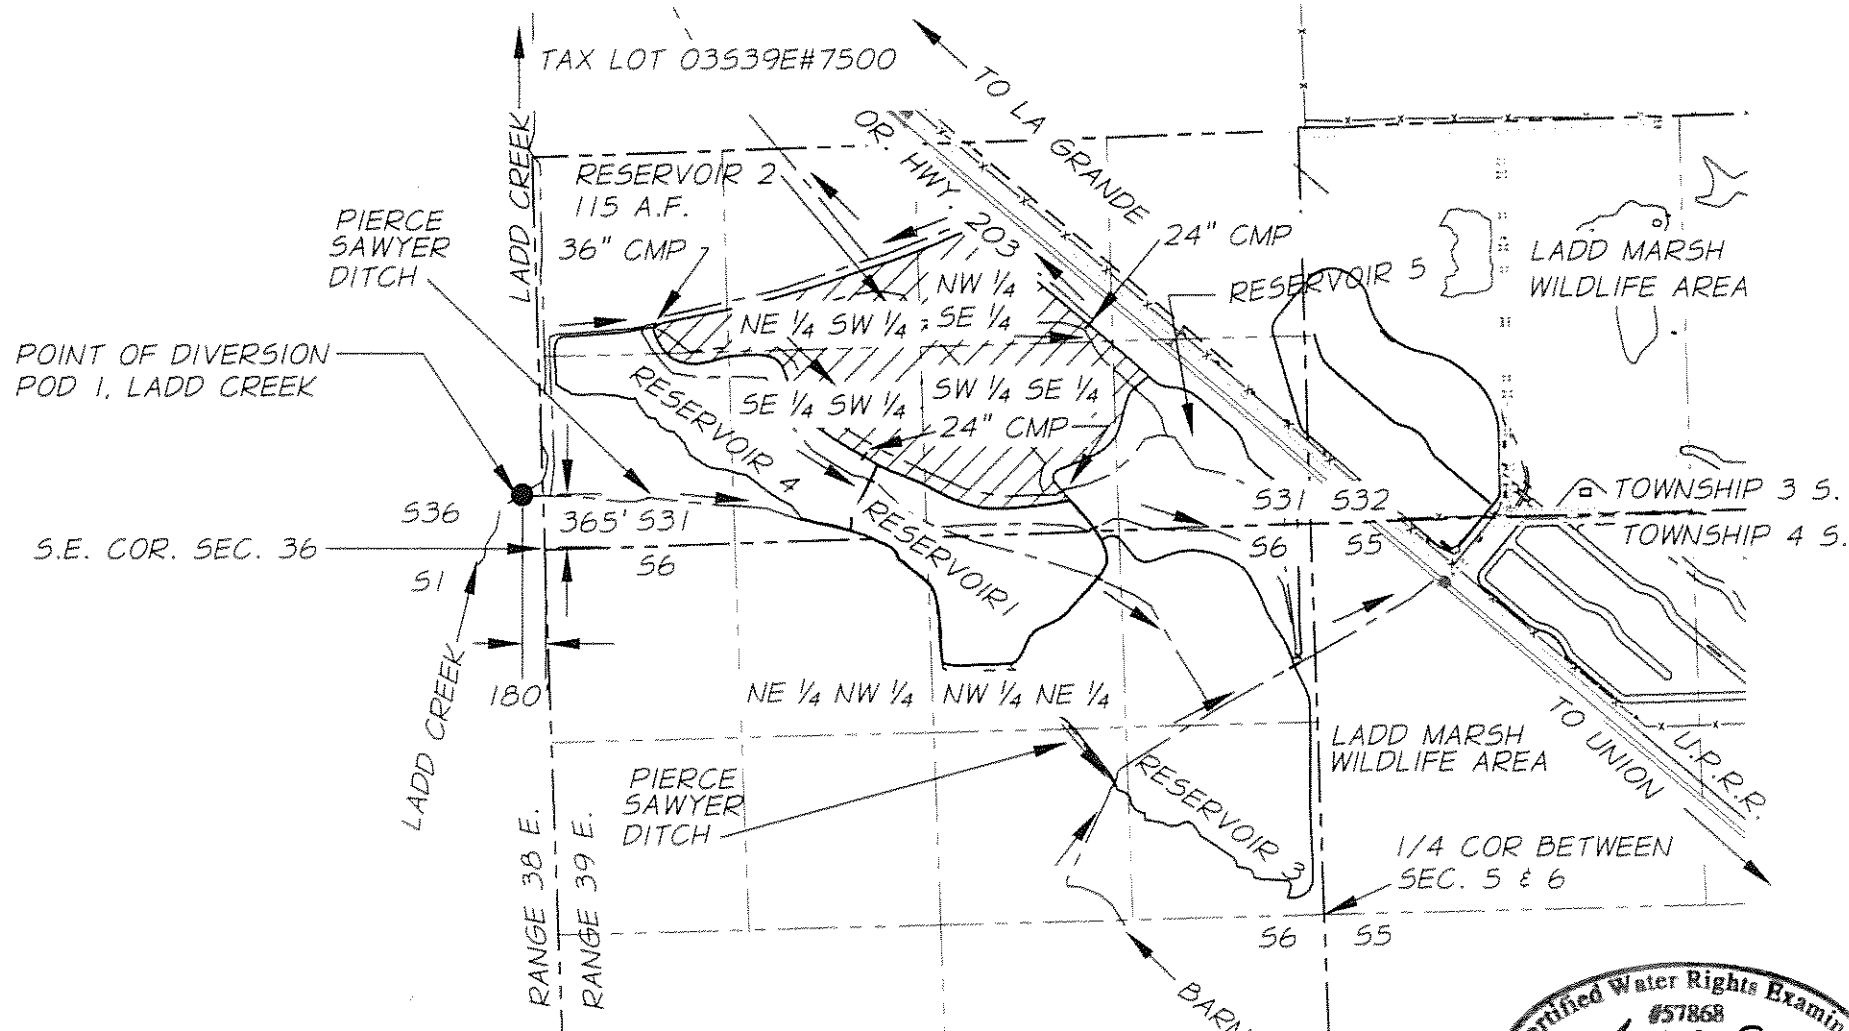 TAX LOT 03S39E#7500
TO LA GRANDE
OR. HWY. 203
LADD CREEK
RESERVOIR 2
115 A.F.
36" CMP
PIERCE
SAWYER
DITCH
24" CMP
RESERVOIR 5
LADD MARSH
WILDLIFE AREA
NW 1/4
SE 1/4
NE 1/4 SW 1/4
POINT OF DIVERSION
POD 1, LADD CREEK
RESERVOIR 4
SE 1/4 SW 1/4
SW 1/4 SE 1/4
24" CMP
S36
365' S31
S31 S32
TOWNSHIP 3 S.
TOWNSHIP 4 S.
S.E. COR. SEC. 36
S1
S6
RESERVOIR1
S6 S5
180'
LADD CREEK
NE 1/4 NW 1/4
NW 1/4 NE 1/4
LADD MARSH
WILDLIFE AREA
TO UNION
U.P.R.R.
PIERCE
SAWYER
DITCH
RESERVOIR 3
1/4 COR BETWEEN
SEC. 5 & 6
RANGE 38 E.
RANGE 39 E.
S6 S5
Water Rights
#57868